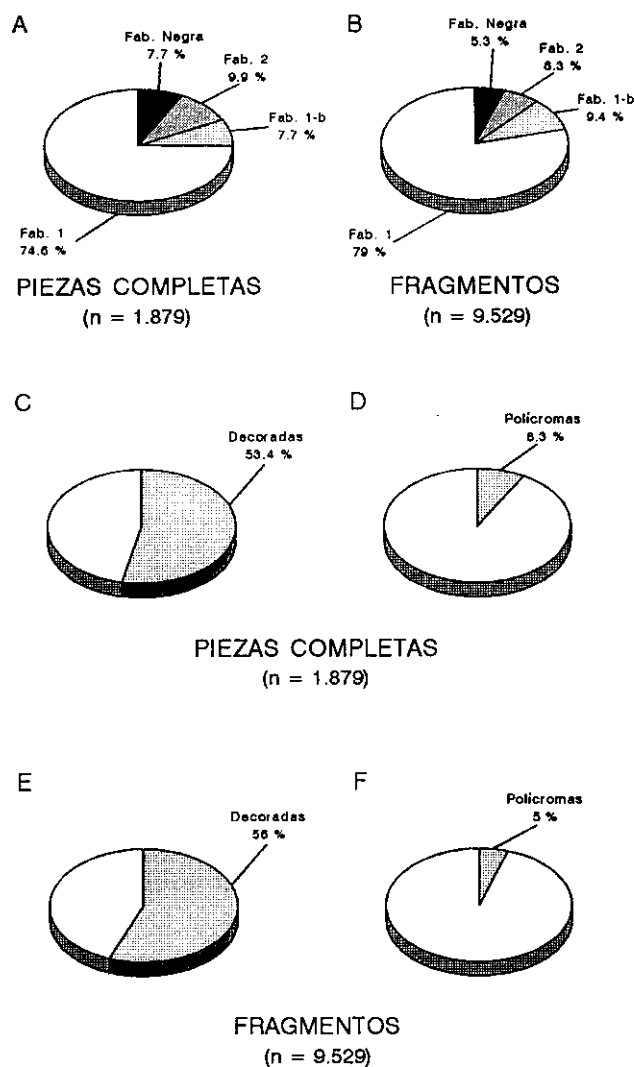 A
Fab. Negra
7.7 %
Fab. 2
9.9 %
Fab. 1-b
7.7 %
Fab. 1
74.6 %
PIEZAS COMPLETAS
(n = 1.879)
B
Fab. Negra
5.3 %
Fab. 2
6.3 %
Fab. 1-b
9.4 %
Fab. 1
79 %
FRAGMENTOS
(n = 9.529)
C
Decoradas
53.4 %
D
Polícromas
8.3 %
PIEZAS COMPLETAS
(n = 1.879)
E
Decoradas
56 %
F
Polícromas
5 %
FRAGMENTOS
(n = 9.529)